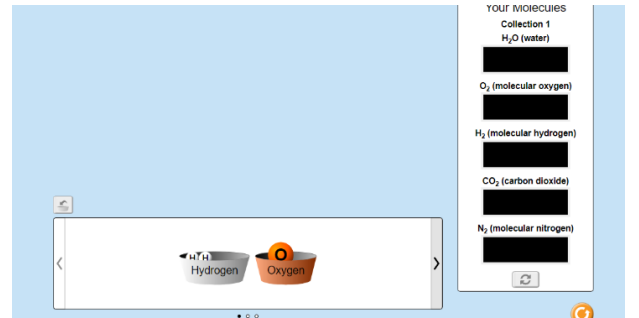 Your Molecules
Collection 1
H₂O (water)
O₂ (molecular oxygen)
H₂ (molecular hydrogen)
CO₂ (carbon dioxide)
N₂ (molecular nitrogen)
H H
O
Hydrogen
Oxygen